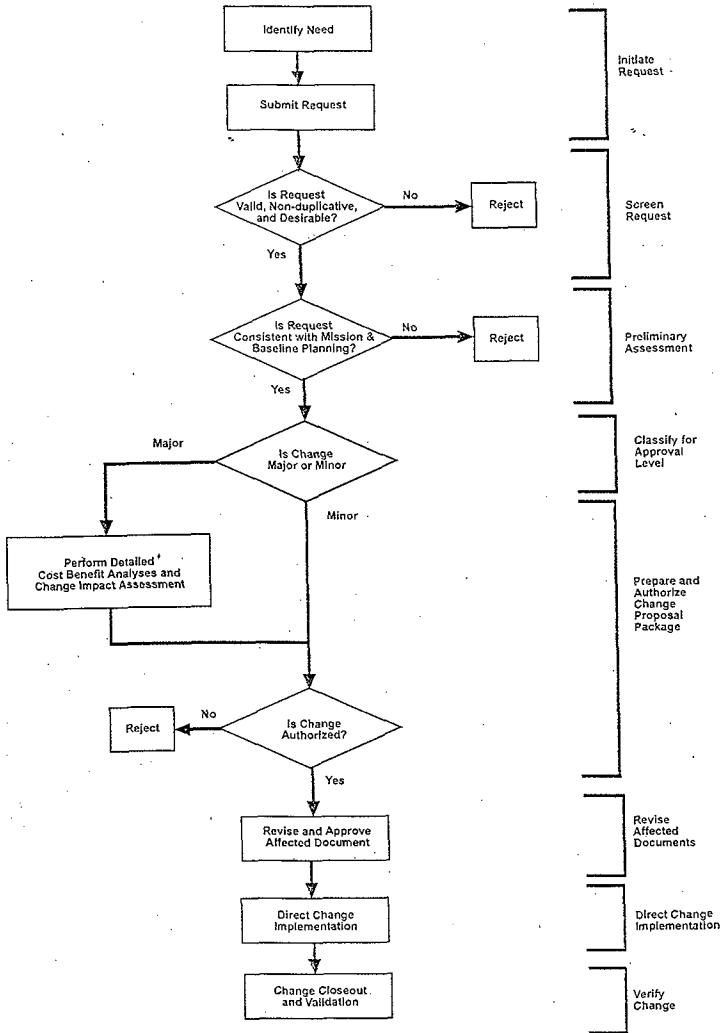 Identify Need
Initiate
Request
Submit Request
Is Request
Valid, Non-duplicative,
and Desirable?
No
Reject
Screen
Request
Yes
Is Request
Consistent with Mission &
Baseline Planning?
No
Reject
Preliminary
Assessment
Yes
Is Change
Major or Minor
Major
Classify for
Approval
Level
Minor
Perform Detailed
Cost Benefit Analyses and
Change Impact Assessment
Prepare and
Authorize
Change
Proposal
Package
Is Change
Authorized?
No
Reject
Yes
Revise and Approve
Affected Document
Revise
Affected
Documents
Direct Change
Implementation
Direct Change
Implementation
Change Closeout
and Validation
Verify
Change